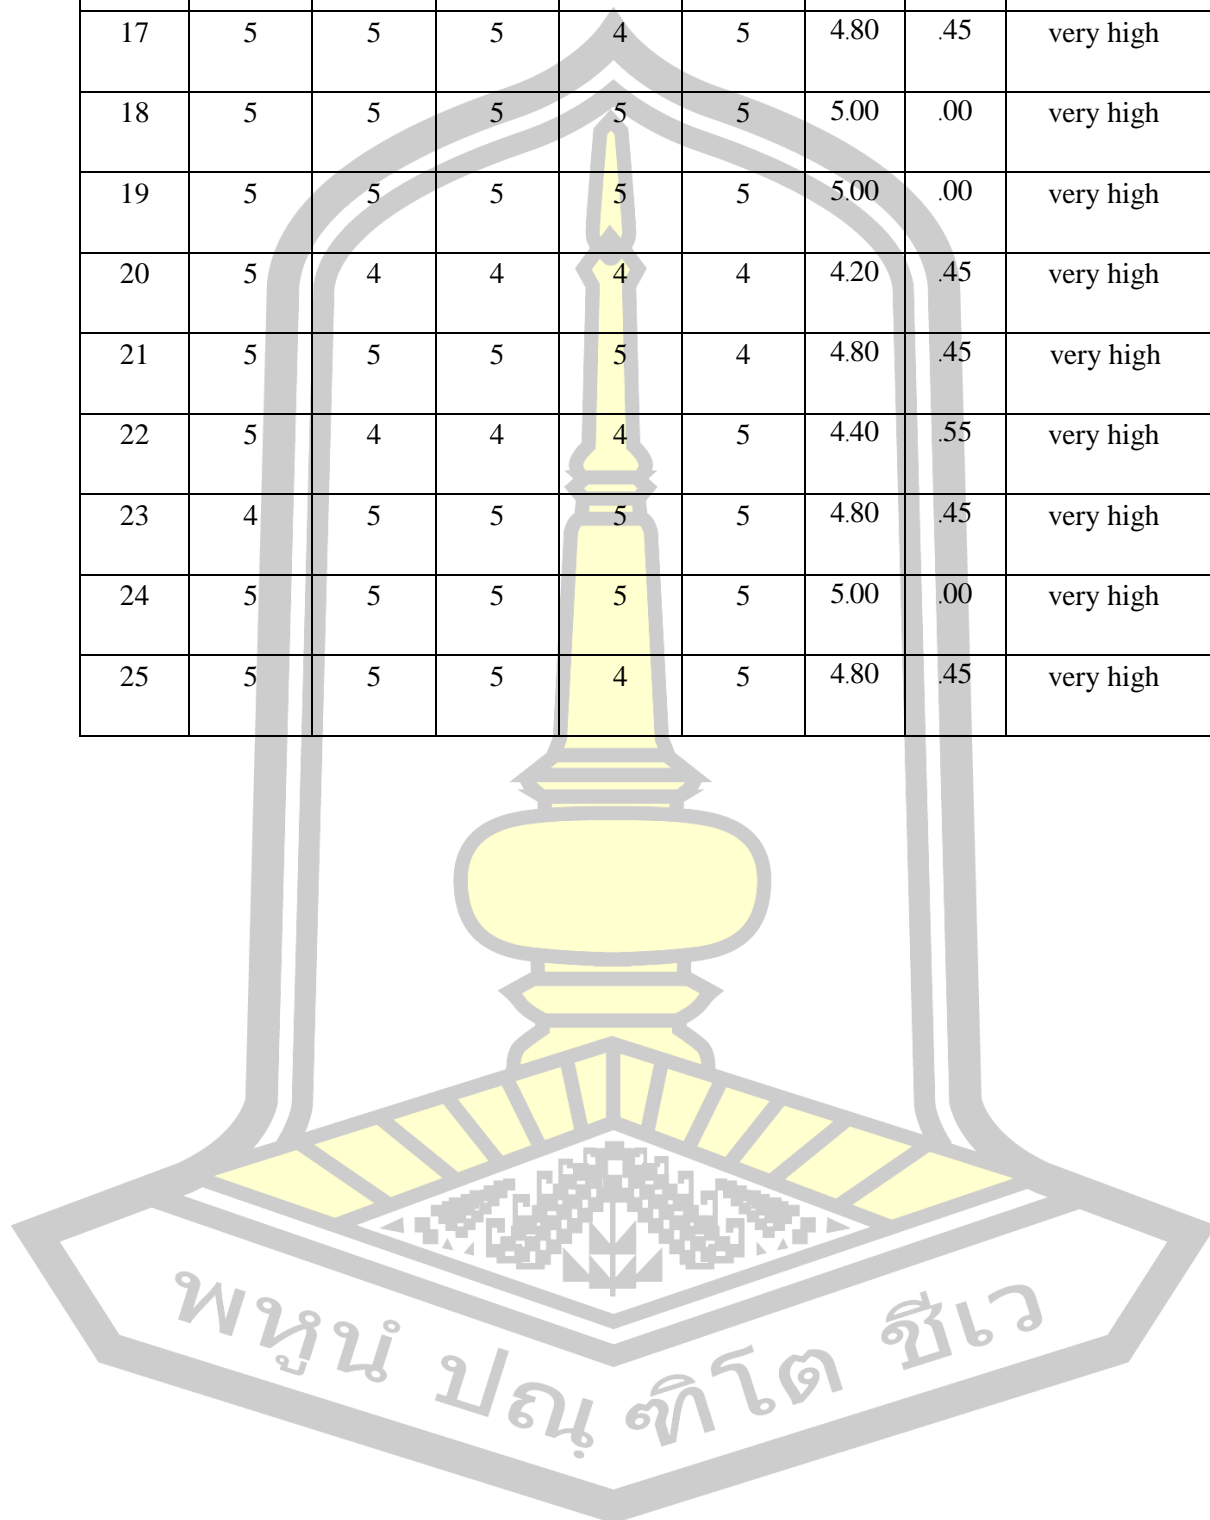 17 5 5 5 4 5 4.80 .45 very high
18 5 5 5 5 5 5.00 .00 very high
19 5 5 5 5 5 5.00 .00 very high
20 5 4 4 4 4 4.20 .45 very high
21 5 5 5 5 4 4.80 .45 very high
22 5 4 4 4 5 4.40 .55 very high
23 4 5 5 5 5 4.80 .45 very high
24 5 5 5 5 5 5.00 .00 very high
25 5 5 5 4 5 4.80 .45 very high
พหูนํ ปณฺ ฑิโต ชีเว